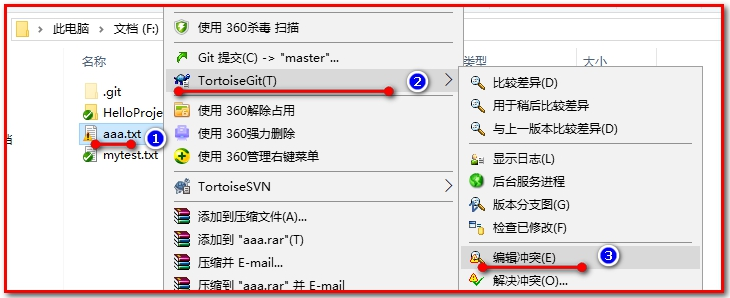 此电脑 > 文档 (F:)
名称
.git
HelloProje
aaa.txt
mytest.txt
档
使用 360杀毒 扫描
Git 提交(C) -> "master"...
TortoiseGit(T)
使用 360解除占用
使用 360强力删除
使用 360管理右键菜单
TortoiseSVN
添加到压缩文件(A)...
添加到 "aaa.rar"(T)
压缩并 E-mail...
压缩到 "aaa.rar" 并 E-mail
类型
大小
比较差异(D)
用于稍后比较差异
与上一版本比较差异(D)
显示日志(L)
后台服务进程
版本分支图(G)
检查已修改(F)
编辑冲突(E)
解决冲突(O)...
1
2
3